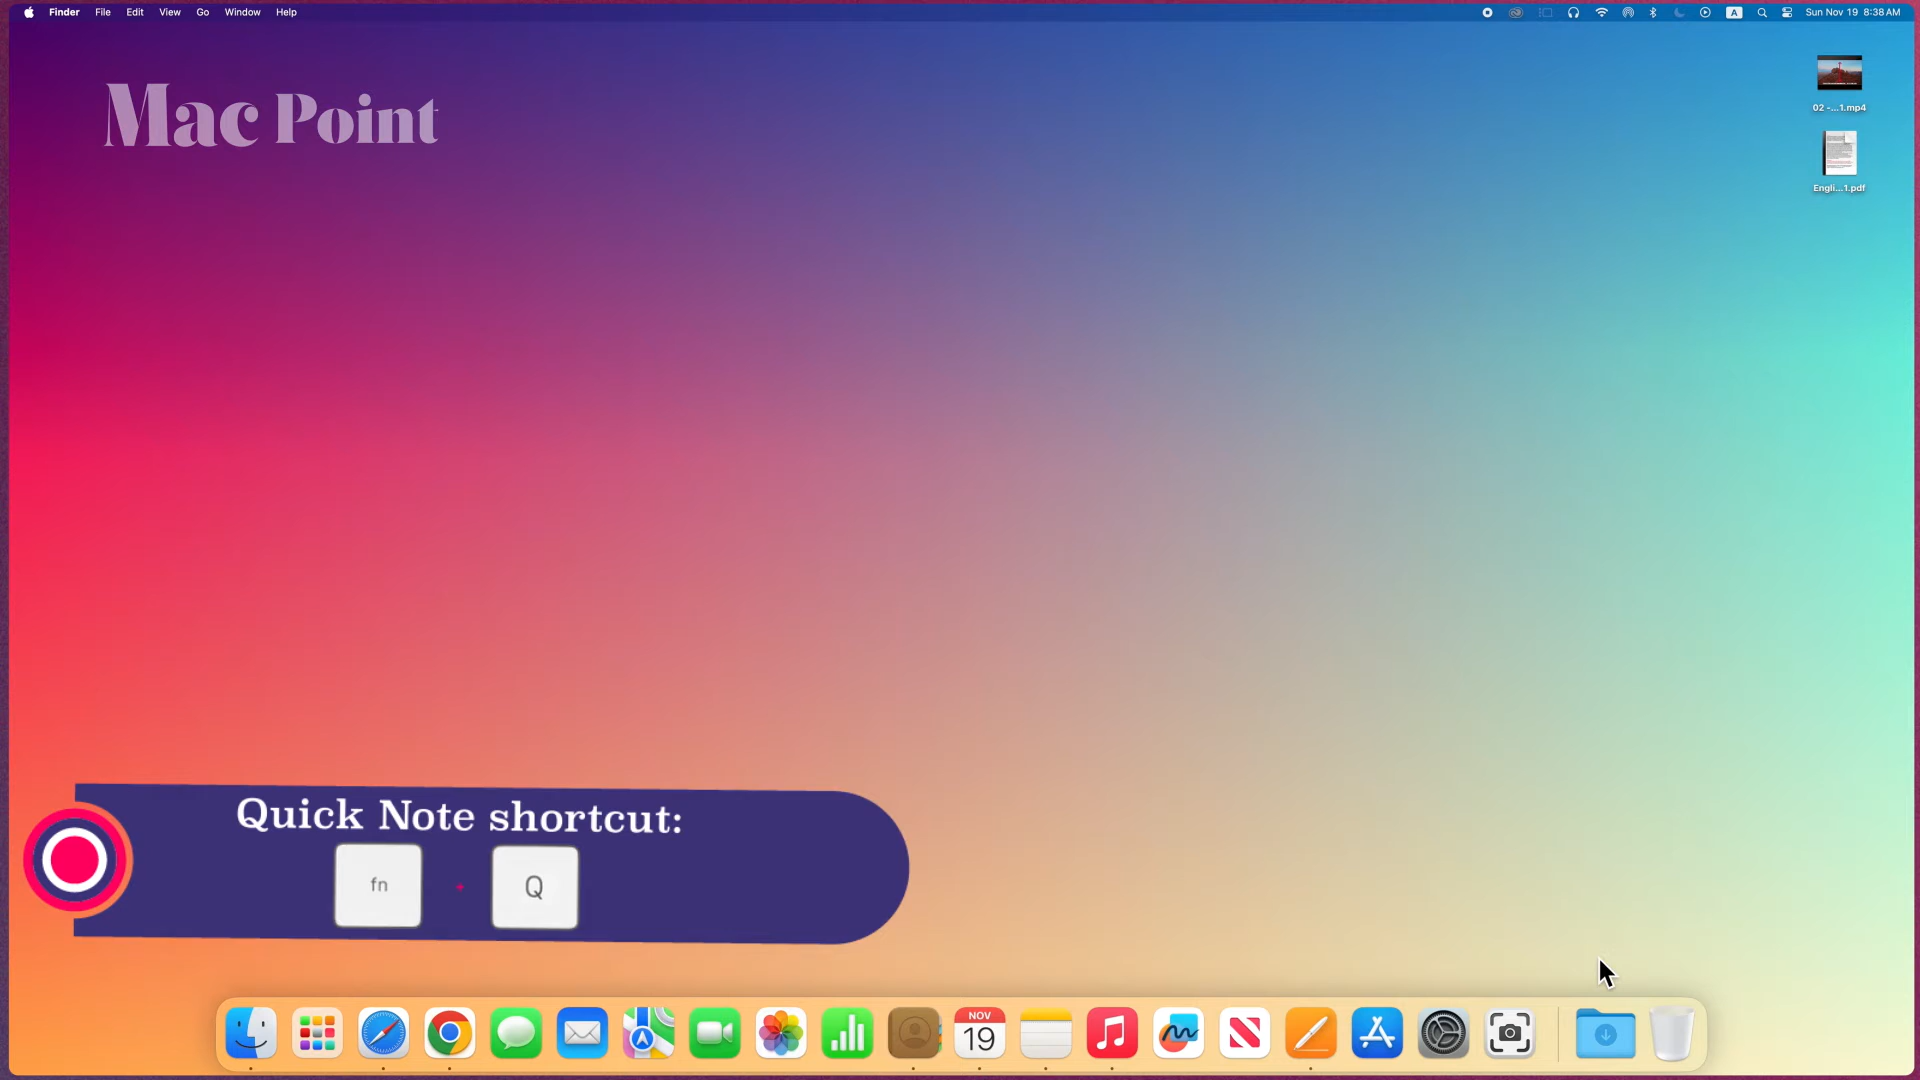 Finder File Edit View Go Window Help
A Sun Nov 19 8:38 AM
Mac Point
02 -...1.mp4
Engli...1.pdf
Quick Note shortcut:
fn + Q
NOV
19